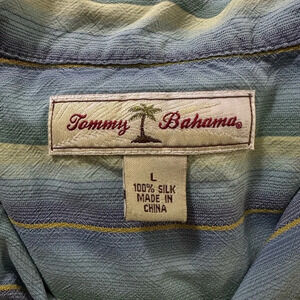 Tommy Bahama®
L
100% SILK
MADE IN
CHINA